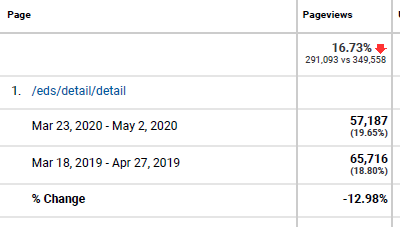 Page
Pageviews
16.73%
291,093 vs 349,558
1. /eds/detail/detail
Mar 23, 2020 - May 2, 2020
57,187
(19.65%)
Mar 18, 2019 - Apr 27, 2019
65,716
(18.80%)
% Change
-12.98%